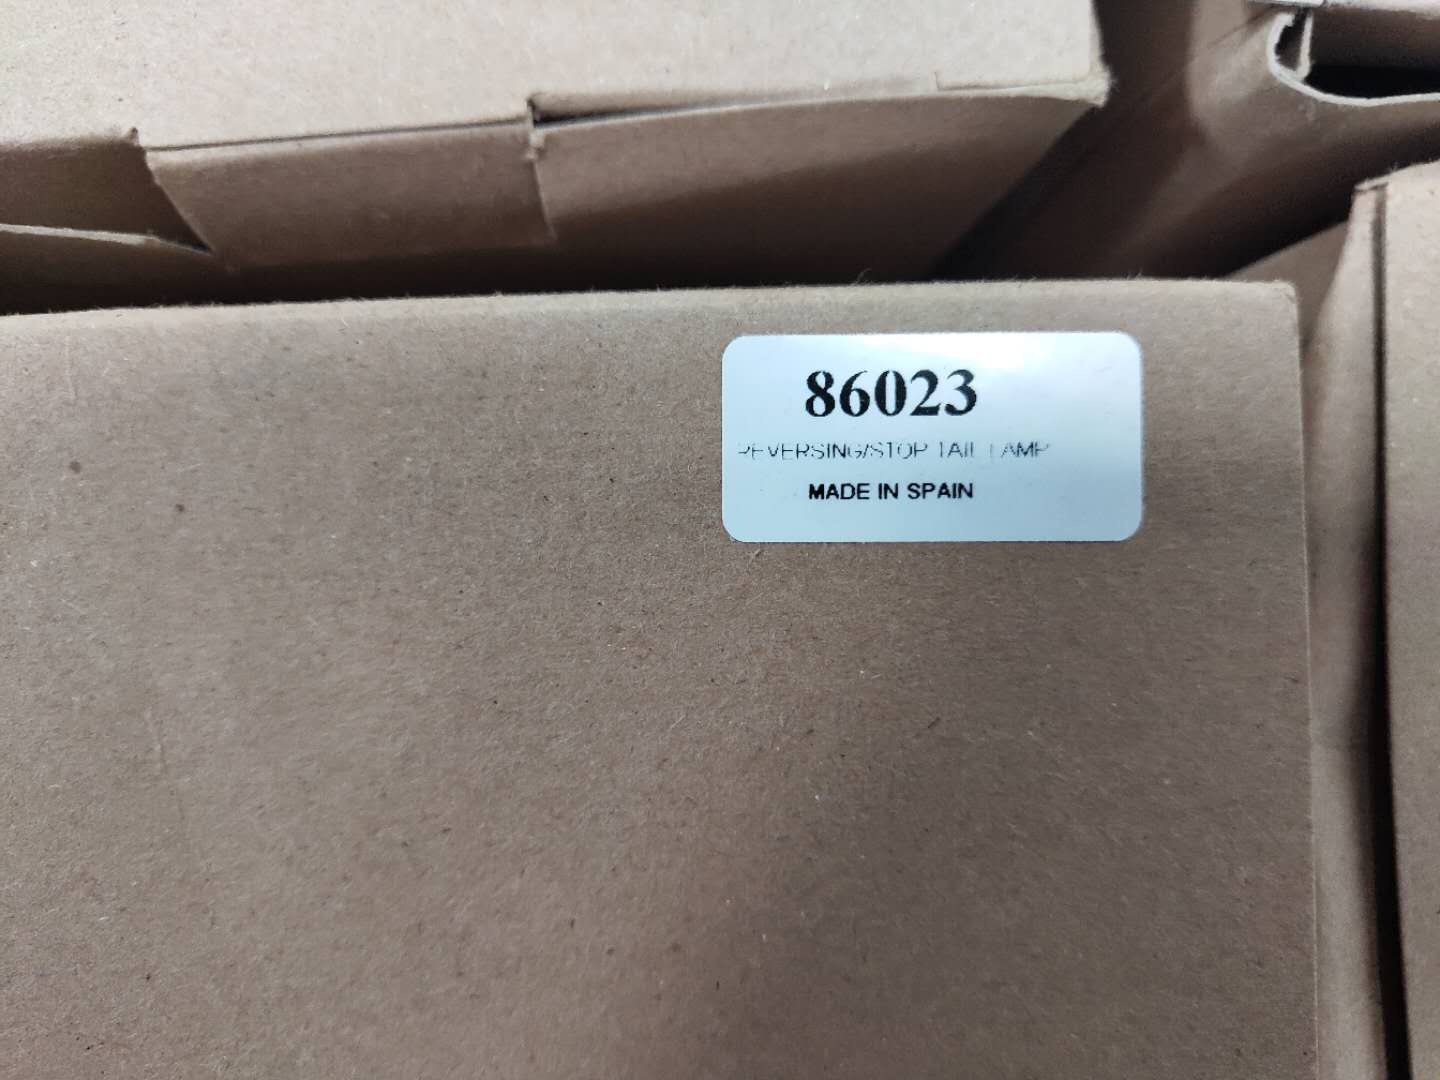 86023
REVERSING/STOP TAIL LAMP
MADE IN SPAIN